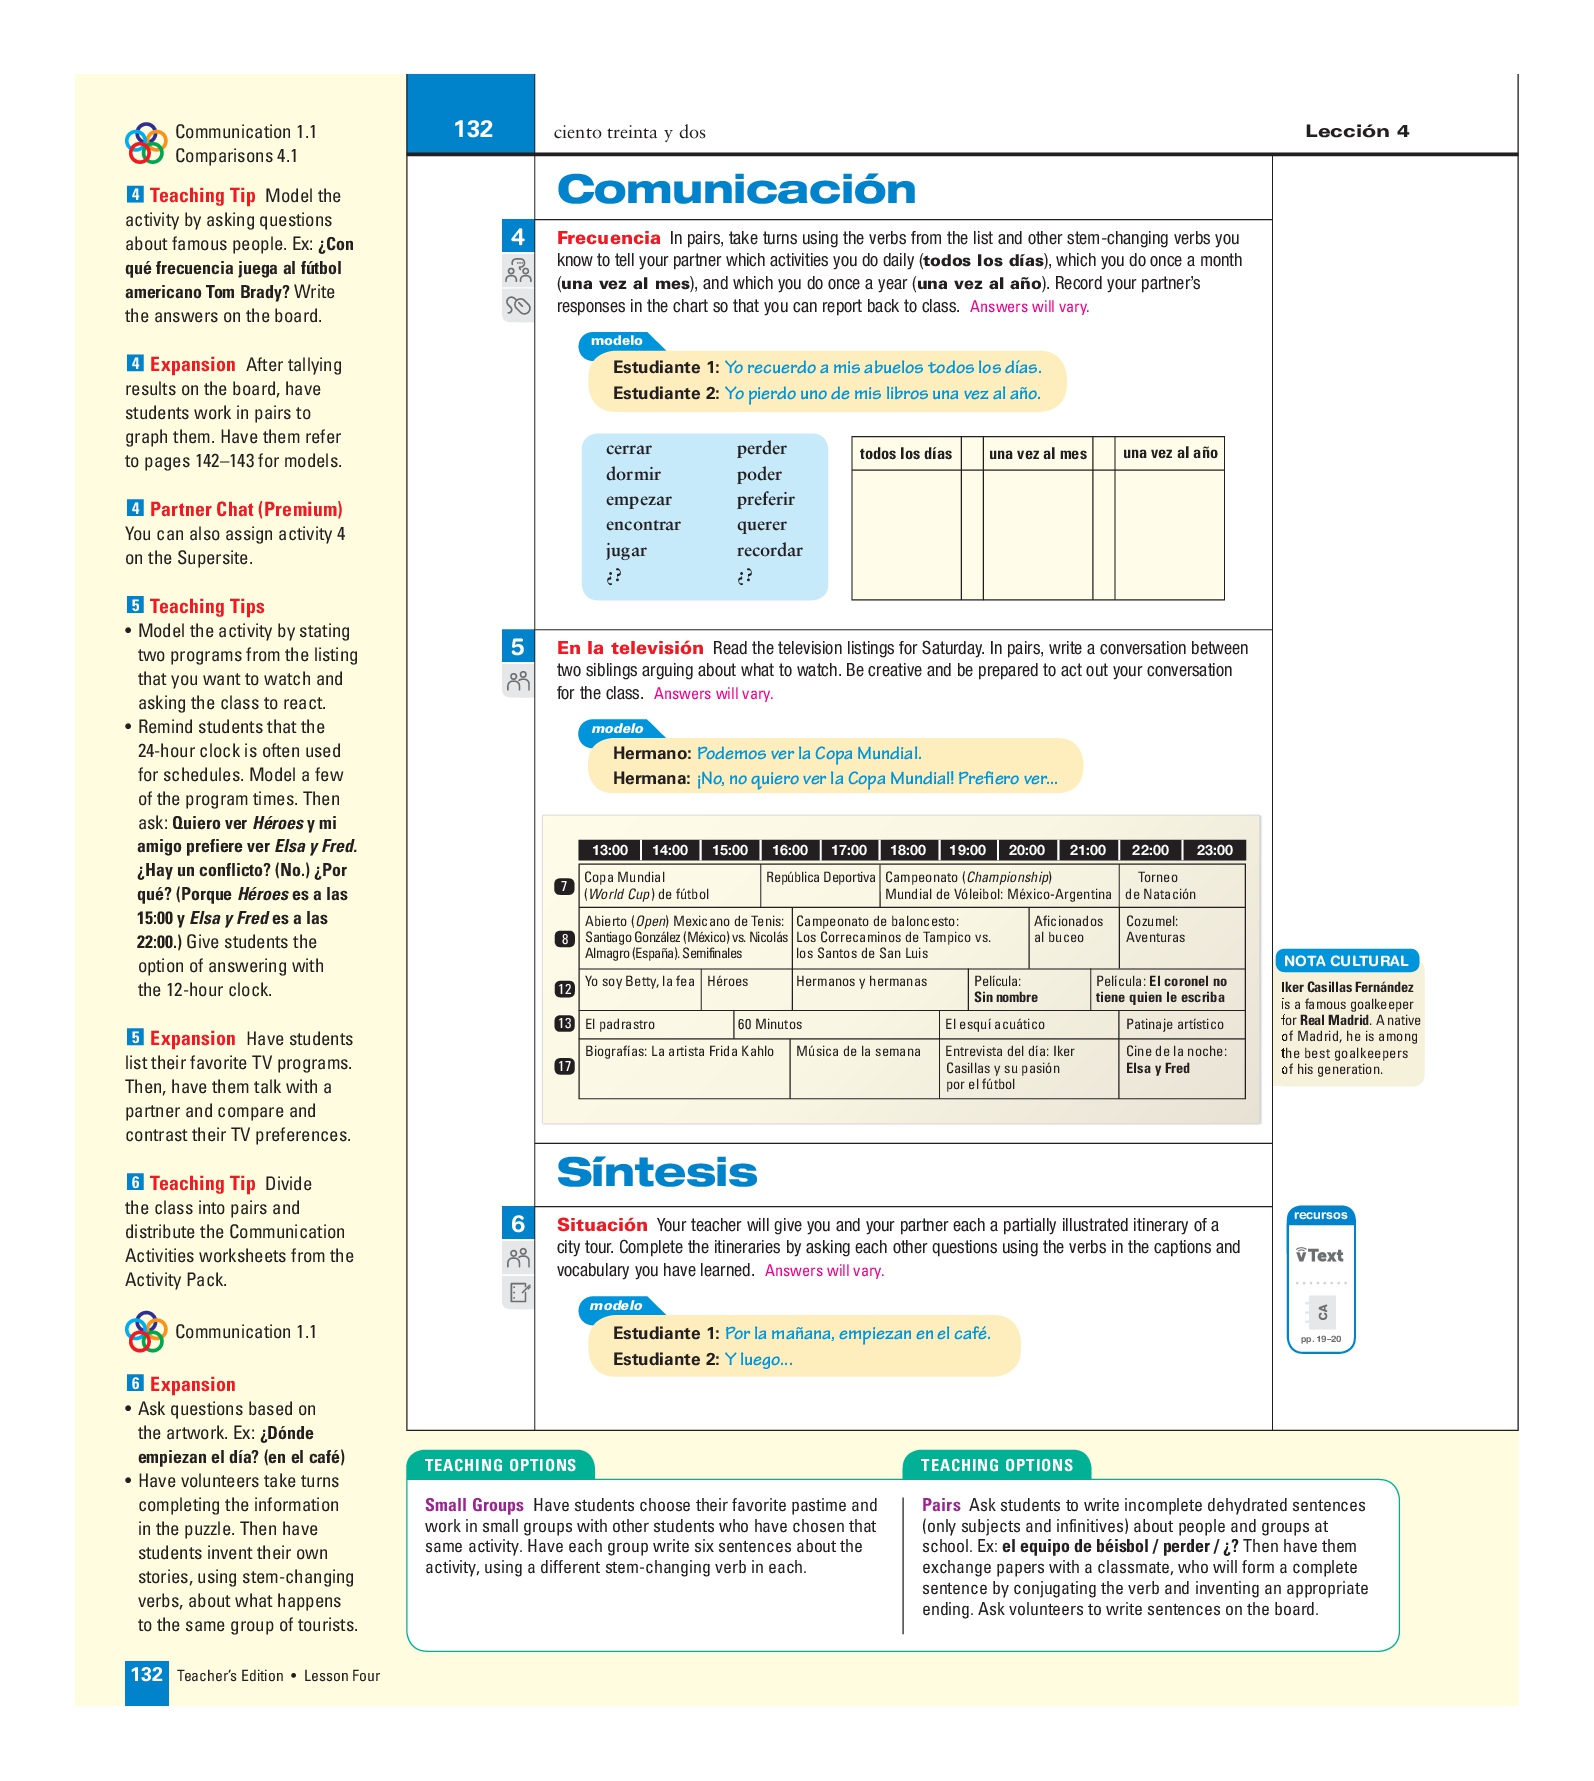 Communication 1.1
Comparisons 4.1
4 Teaching Tip Model the
activity by asking questions
about famous people. Ex: ¿Con
qué frecuencia juega al fútbol
americano Tom Brady? Write
the answers on the board.
4 Expansion After tallying
results on the board, have
students work in pairs to
graph them. Have them refer
to pages 142–143 for models.
4 Partner Chat (Premium)
You can also assign activity 4
on the Supersite.
5 Teaching Tips
• Model the activity by stating
two programs from the listing
that you want to watch and
asking the class to react.
• Remind students that the
24-hour clock is often used
for schedules. Model a few
of the program times. Then
ask: Quiero ver Héroes y mi
amigo prefiere ver Elsa y Fred.
¿Hay un conflicto? (No.) ¿Por
qué? (Porque Héroes es a las
15:00 y Elsa y Fred es a las
22:00.) Give students the
option of answering with
the 12-hour clock.
5 Expansion Have students
list their favorite TV programs.
Then, have them talk with a
partner and compare and
contrast their TV preferences.
6 Teaching Tip Divide
the class into pairs and
distribute the Communication
Activities worksheets from the
Activity Pack.
Communication 1.1
6 Expansion
• Ask questions based on
the artwork. Ex: ¿Dónde
empiezan el día? (en el café)
• Have volunteers take turns
completing the information
in the puzzle. Then have
students invent their own
stories, using stem-changing
verbs, about what happens
to the same group of tourists.
132 Teacher's Edition • Lesson Four
132 ciento treinta y dos Lección 4
Comunicación
4 Frecuencia In pairs, take turns using the verbs from the list and other stem-changing verbs you
know to tell your partner which activities you do daily (todos los días), which you do once a month
(una vez al mes), and which you do once a year (una vez al año). Record your partner's
responses in the chart so that you can report back to class. Answers will vary.
modelo
Estudiante 1: Yo recuerdo a mis abuelos todos los días.
Estudiante 2: Yo pierdo uno de mis libros una vez al año.
cerrar perder
dormir poder
empezar preferir
encontrar querer
jugar recordar
¿? ¿?
todos los días una vez al mes una vez al año
5 En la televisión Read the television listings for Saturday. In pairs, write a conversation between
two siblings arguing about what to watch. Be creative and be prepared to act out your conversation
for the class. Answers will vary.
modelo
Hermano: Podemos ver la Copa Mundial.
Hermana: ¡No, no quiero ver la Copa Mundial! Prefiero ver...
13:00 14:00 15:00 16:00 17:00 18:00 19:00 20:00 21:00 22:00 23:00
7
Copa Mundial
(World Cup) de fútbol
República Deportiva
Campeonato (Championship)
Mundial de Vóleibol: México-Argentina
Torneo
de Natación
8
Abierto (Open) Mexicano de Tenis:
Santiago González (México) vs. Nicolás
Almagro (España). Semifinales
Campeonato de baloncesto:
Los Correcaminos de Tampico vs.
los Santos de San Luis
Aficionados
al buceo
Cozumel:
Aventuras
12
Yo soy Betty, la fea
Héroes
Hermanos y hermanas
Película:
Sin nombre
Película: El coronel no
tiene quien le escriba
13
El padrastro
60 Minutos
El esquí acuático
Patinaje artístico
17
Biografías: La artista Frida Kahlo
Música de la semana
Entrevista del día: Iker
Casillas y su pasión
por el fútbol
Cine de la noche:
Elsa y Fred
NOTA CULTURAL
Iker Casillas Fernández
is a famous goalkeeper
for Real Madrid. A native
of Madrid, he is among
the best goalkeepers
of his generation.
Síntesis
6 Situación Your teacher will give you and your partner each a partially illustrated itinerary of a
city tour. Complete the itineraries by asking each other questions using the verbs in the captions and
vocabulary you have learned. Answers will vary.
modelo
Estudiante 1: Por la mañana, empiezan en el café.
Estudiante 2: Y luego...
recursos
vText
CA
pp. 19–20
TEACHING OPTIONS
Small Groups Have students choose their favorite pastime and
work in small groups with other students who have chosen that
same activity. Have each group write six sentences about the
activity, using a different stem-changing verb in each.
TEACHING OPTIONS
Pairs Ask students to write incomplete dehydrated sentences
(only subjects and infinitives) about people and groups at
school. Ex: el equipo de béisbol / perder / ¿? Then have them
exchange papers with a classmate, who will form a complete
sentence by conjugating the verb and inventing an appropriate
ending. Ask volunteers to write sentences on the board.